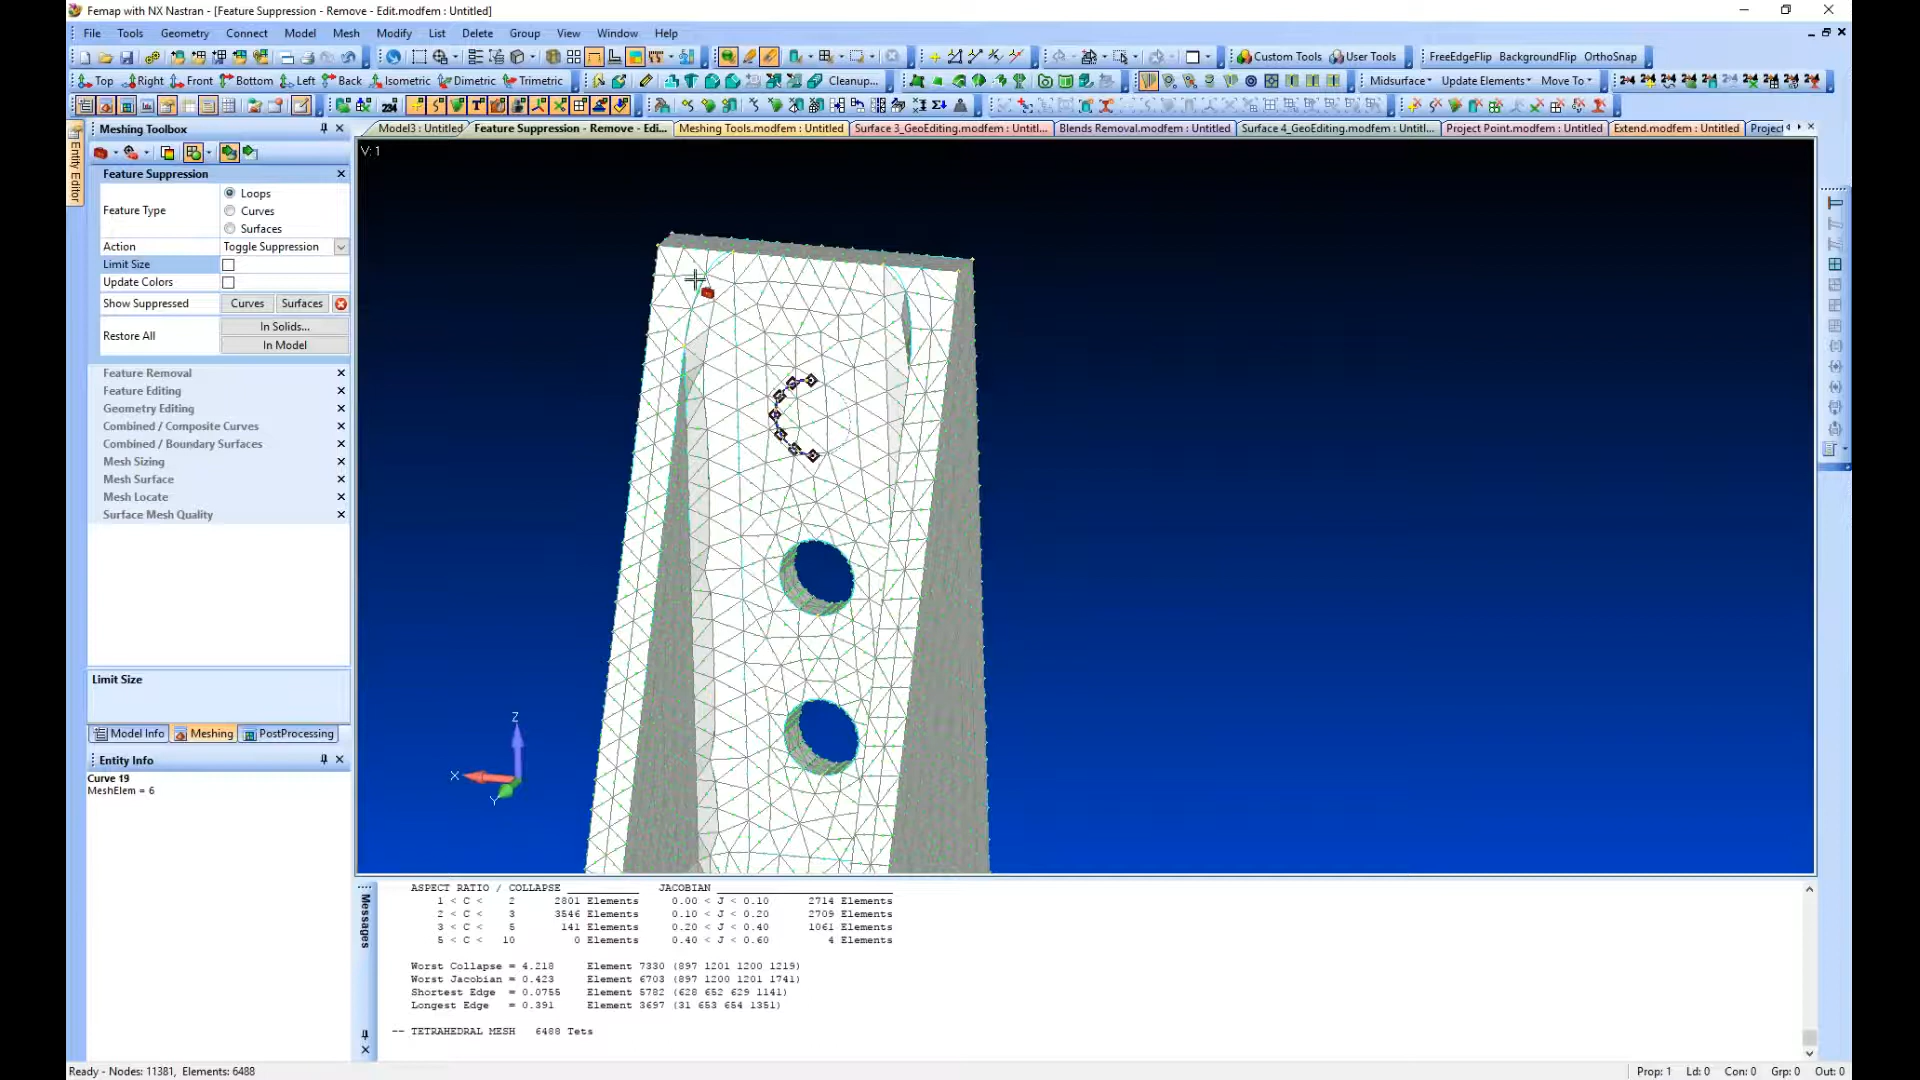 Femap with NX Nastran - [Feature Suppression - Remove - Edit.modfem : Untitled]
File Tools Geometry Connect Model Mesh Modify List Delete Group View Window Help
Custom Tools User Tools FreeEdgeFlip BackgroundFlip OrthoSnap
Top Right Front Bottom Left Back Isometric Dimetric Trimetric Cleanup... Midsurface Update Elements Move To
234
Meshing Toolbox
Model3 : Untitled Feature Suppression - Remove - Edi... Meshing Tools.modfem : Untitled Surface 3_GeoEditing.modfem : Untitl... Blends Removal.modfem : Untitled Surface 4_GeoEditing.modfem : Untitl... Project Point.modfem : Untitled Extend.modfem : Untitled Project
Entity Editor
V: 1
Feature Suppression
Feature Type
Loops
Curves
Surfaces
Action Toggle Suppression
Limit Size
Update Colors
Show Suppressed Curves Surfaces
Restore All
In Solids...
In Model
Feature Removal
Feature Editing
Geometry Editing
Combined / Composite Curves
Combined / Boundary Surfaces
Mesh Sizing
Mesh Surface
Mesh Locate
Surface Mesh Quality
Limit Size
Model Info Meshing PostProcessing
Entity Info
Curve 19
MeshElem = 6
Z
X
Y
Messages
ASPECT RATIO / COLLAPSE JACOBIAN
1 < C < 2 2801 Elements 0.00 < J < 0.10 2714 Elements
2 < C < 3 3546 Elements 0.10 < J < 0.20 2709 Elements
3 < C < 5 141 Elements 0.20 < J < 0.40 1061 Elements
5 < C < 10 0 Elements 0.40 < J < 0.60 4 Elements
Worst Collapse = 4.218 Element 7330 (897 1201 1200 1219)
Worst Jacobian = 0.423 Element 6703 (897 1200 1201 1741)
Shortest Edge = 0.0755 Element 5782 (628 652 629 1141)
Longest Edge = 0.391 Element 3697 (31 653 654 1351)
-- TETRAHEDRAL MESH 6488 Tets
Ready - Nodes: 11381, Elements: 6488
Prop: 1 Ld: 0 Con: 0 Grp: 0 Out: 0